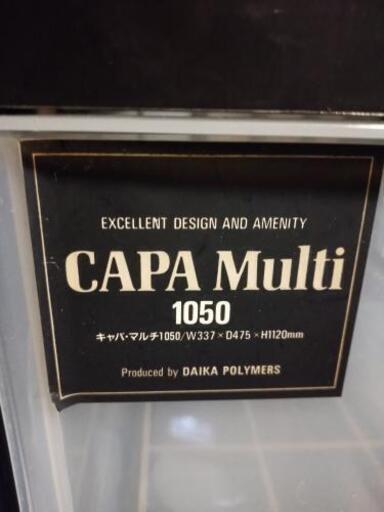 EXCELLENT DESIGN AND AMENITY
CAPA Multi
1050
キャパ・マルチ1050/W337×D475×H1120mm
Produced by DAIKA POLYMERS